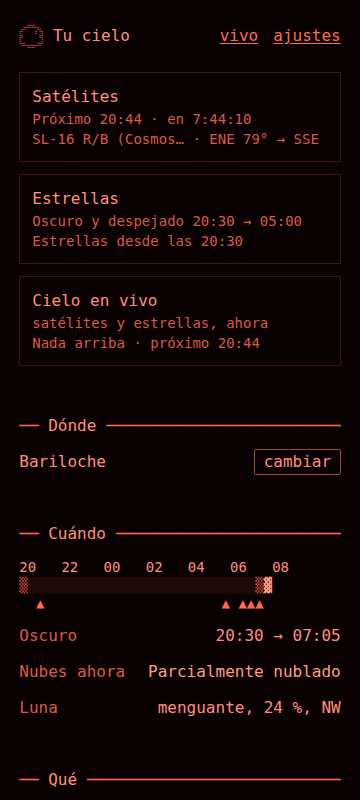 Tu cielo vivo ajustes
Satélites
Próximo 20:44 · en 7:44:10
SL-16 R/B (Cosmos… · ENE 79° → SSE
Estrellas
Oscuro y despejado 20:30 → 05:00
Estrellas desde las 20:30
Cielo en vivo
satélites y estrellas, ahora
Nada arriba · próximo 20:44
Dónde
Bariloche cambiar
Cuándo
20 22 00 02 04 06 08
Oscuro 20:30 → 07:05
Nubes ahora Parcialmente nublado
Luna menguante, 24 %, NW
Qué